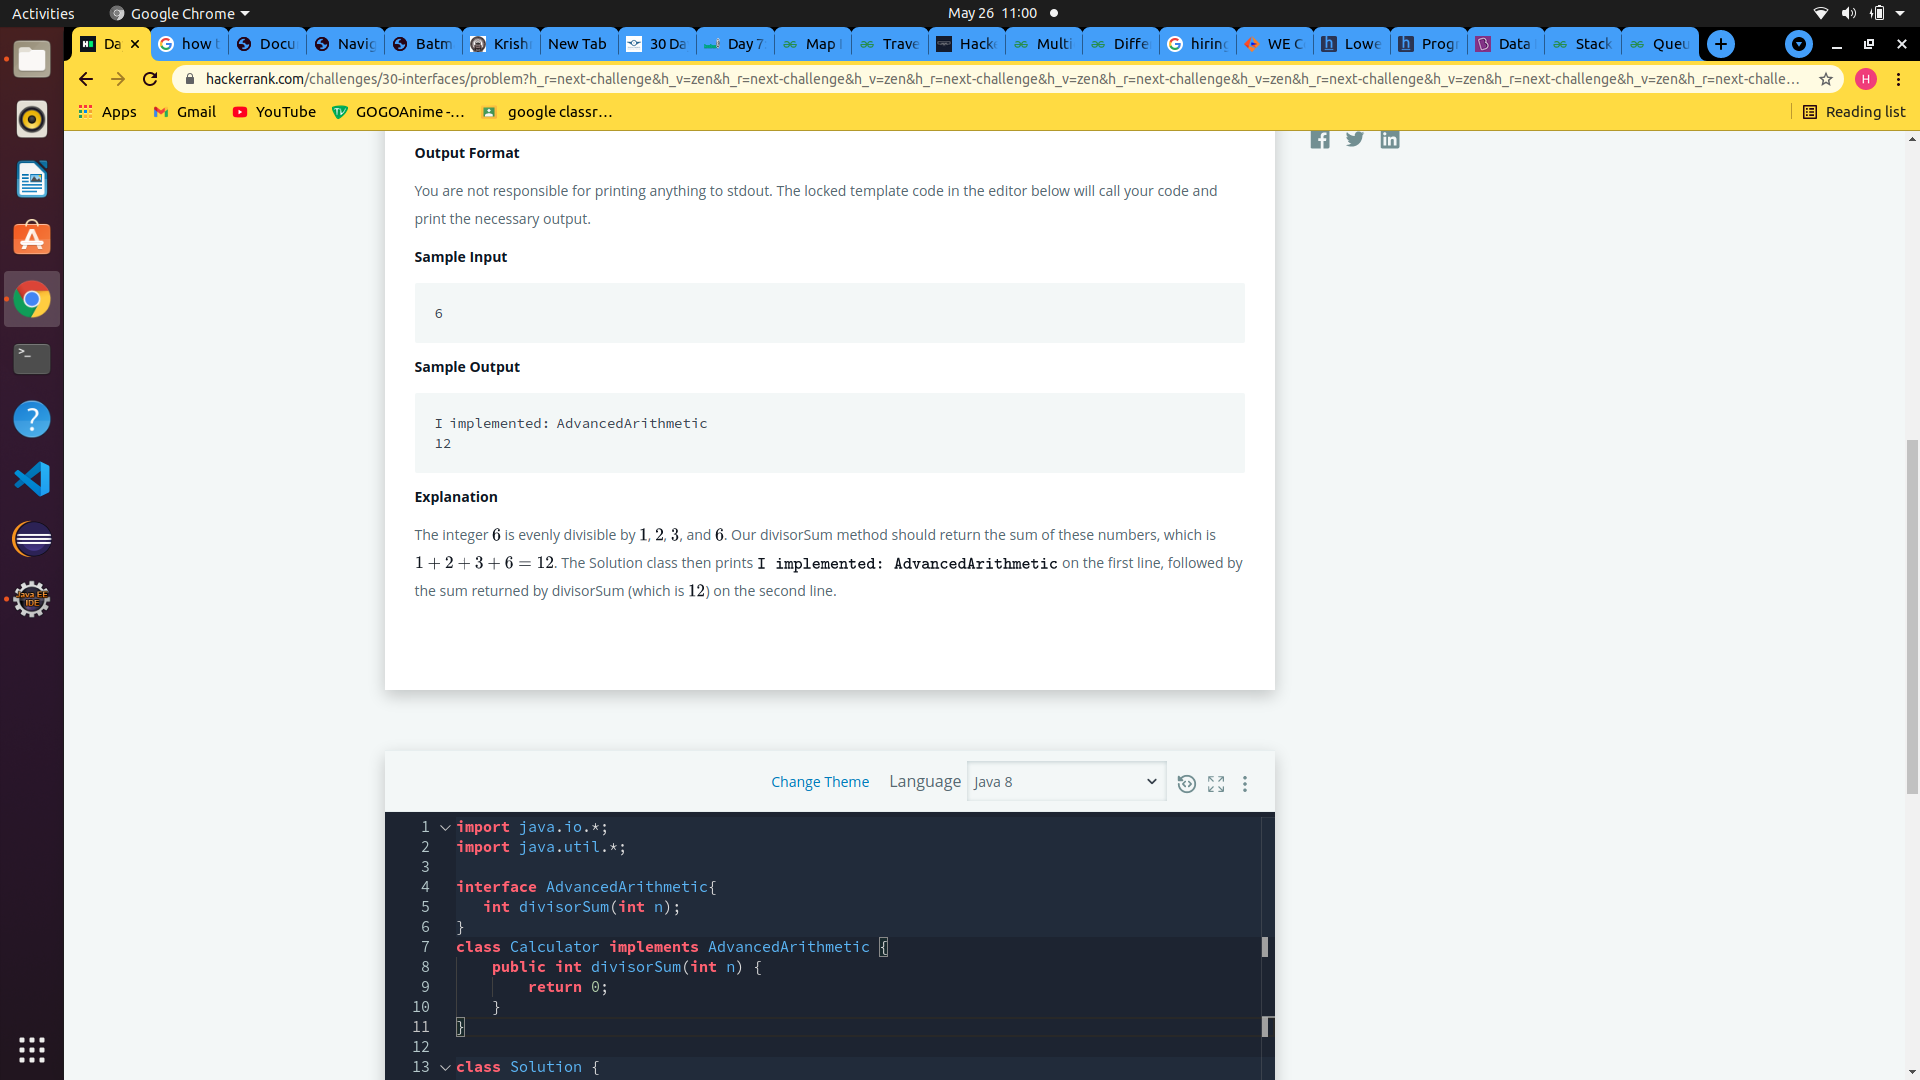 Activities
Google Chrome
May 26 11:00
Da
how t
Docu
Navig
Batm
Krish
New Tab
30 Da
Day 7
Map
Trave
Hack
Multi
Diffe
hiring
WE C
Lowe
Prog
Data
Stack
Queu
hackerrank.com/challenges/30-interfaces/problem?h_r=next-challenge&h_v=zen&h_r=next-challenge&h_v=zen&h_r=next-challenge&h_v=zen&h_r=next-challenge&h_v=zen&h_r=next-challenge&h_v=zen&h_r=next-challenge&h_v=zen&h_r=next-challe...
H
Apps
Gmail
YouTube
GOGOAnime -...
google classr...
Reading list
Output Format
You are not responsible for printing anything to stdout. The locked template code in the editor below will call your code and
print the necessary output.
Sample Input
6
Sample Output
I implemented: AdvancedArithmetic
12
Explanation
The integer 6 is evenly divisible by 1, 2, 3, and 6. Our divisorSum method should return the sum of these numbers, which is
1 + 2 + 3 + 6 = 12. The Solution class then prints I implemented: AdvancedArithmetic on the first line, followed by
the sum returned by divisorSum (which is 12) on the second line.
Change Theme Language Java 8
1 import java.io.*;
2 import java.util.*;
3
4 interface AdvancedArithmetic{
5 int divisorSum(int n);
6 }
7 class Calculator implements AdvancedArithmetic {
8 public int divisorSum(int n) {
9 return 0;
10 }
11 }
12
13 class Solution {